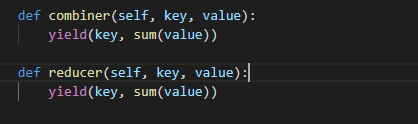 def combiner(self, key, value):
    yield(key, sum(value))
def reducer(self, key, value):
    yield(key, sum(value))